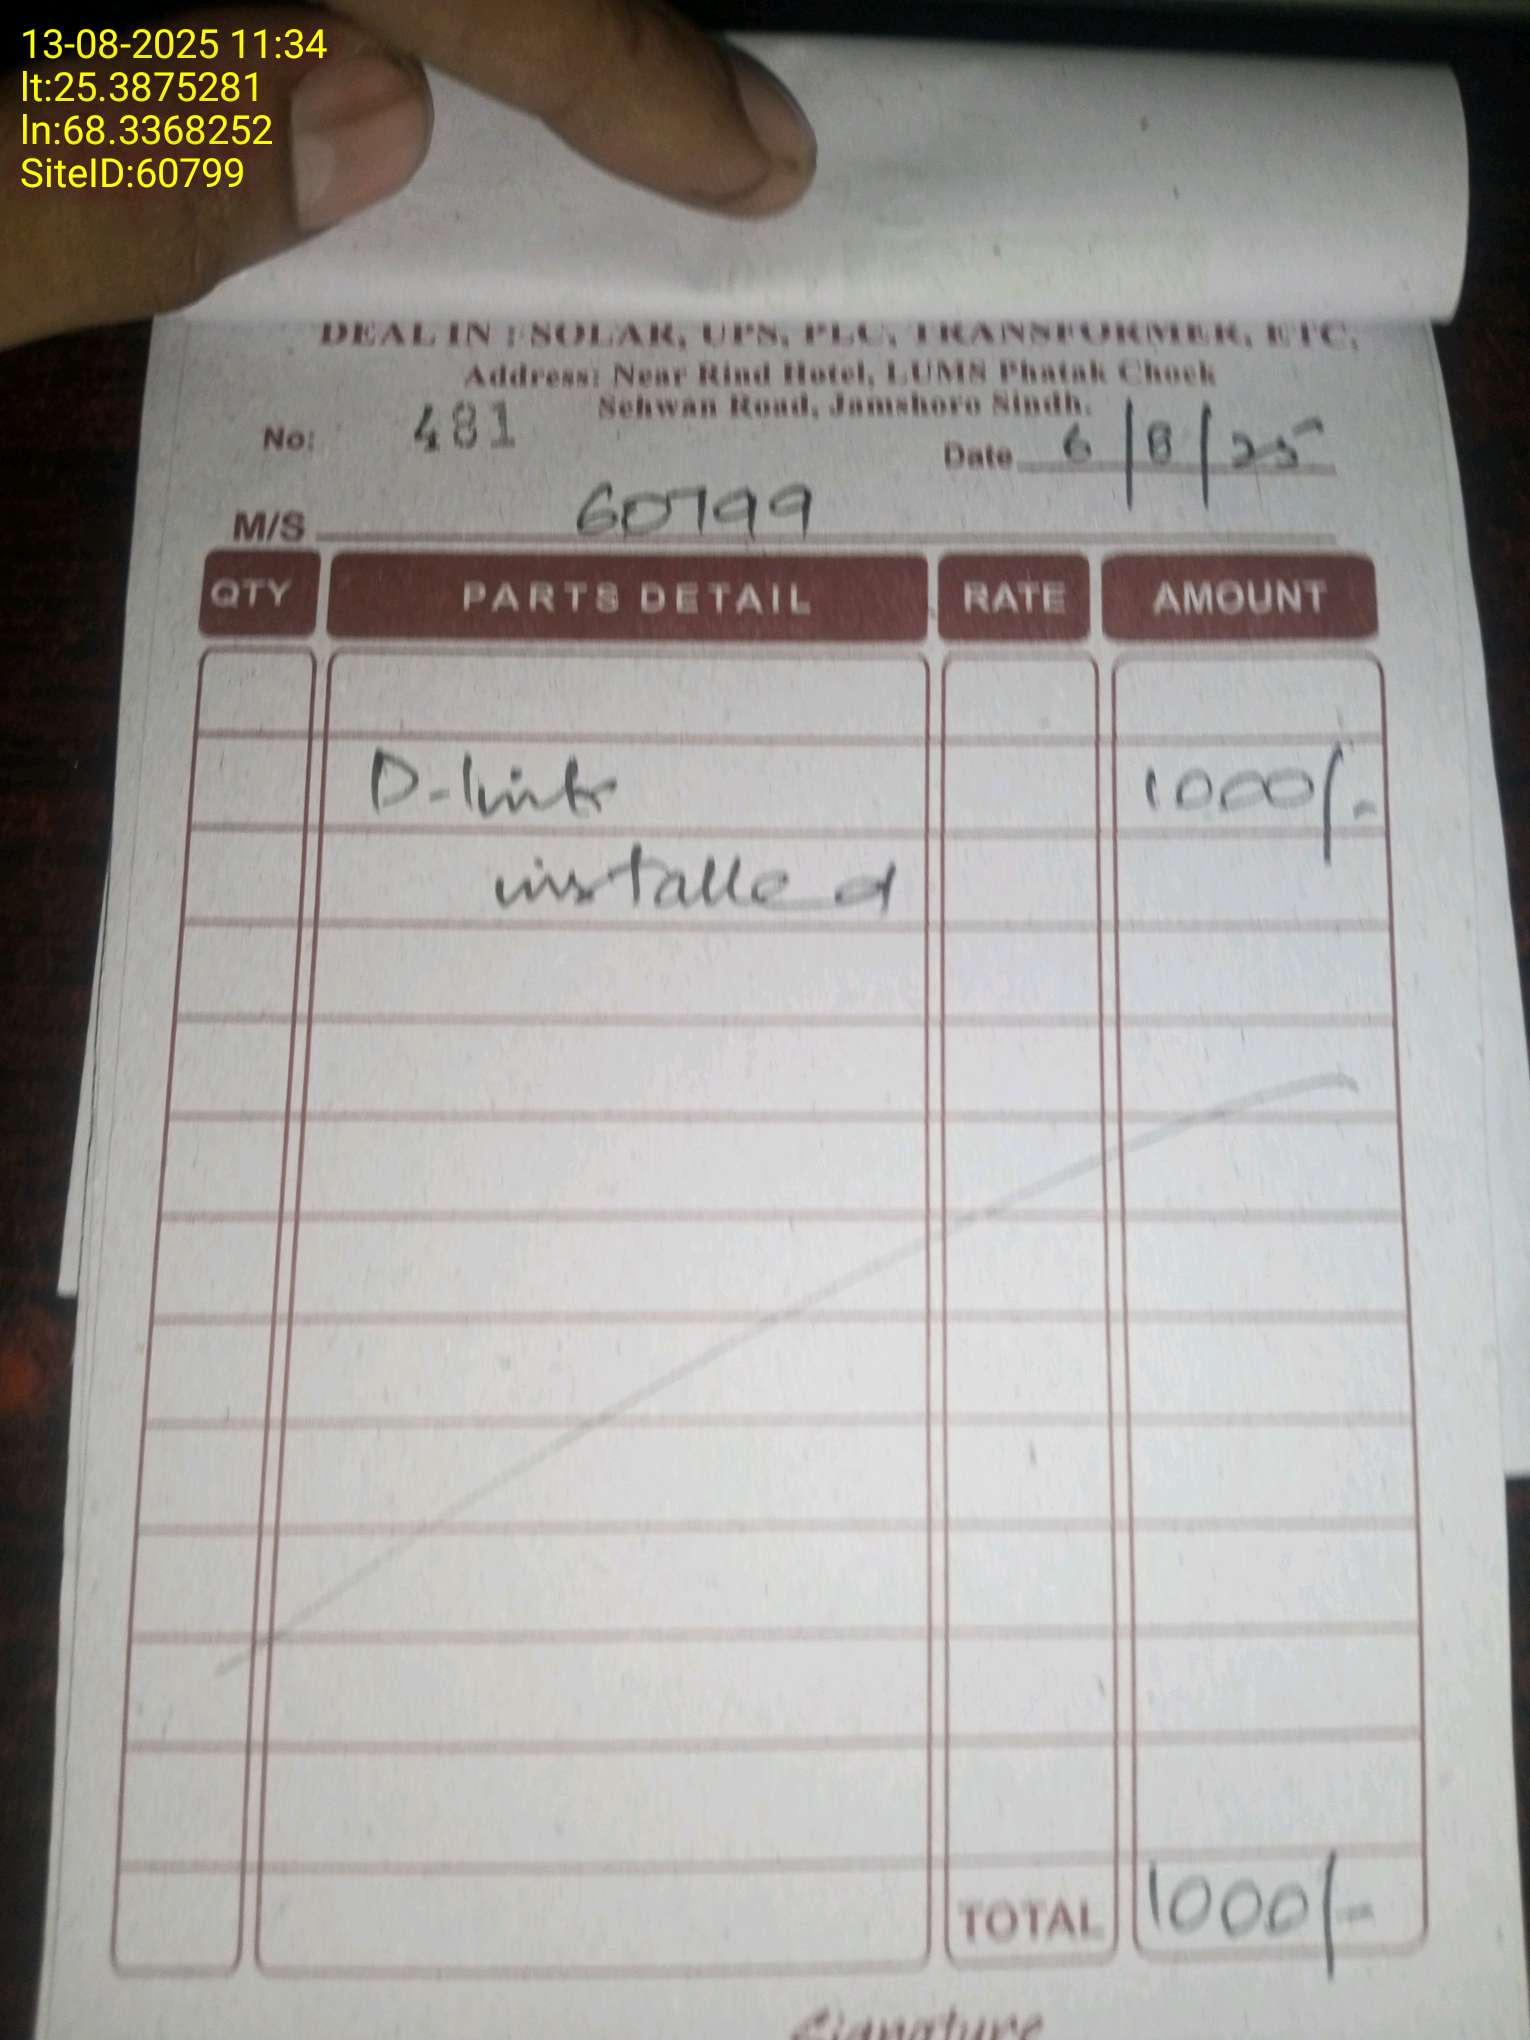 13-08-2025 11:34
lt:25.3875281
ln:68.3368252
SiteID:60799
DEAL IN : SOLAR, UPS, PLC, TRANSFORMER, ETC.
Address: Near Rind Hotel, LUMS Phatak Chock
Sehwan Road, Jamshoro Sindh.
No: 481 Date 6/8/25
M/S 60799
QTY PARTS DETAIL RATE AMOUNT
D-link 1000/-
installed
TOTAL 1000/-
Signature